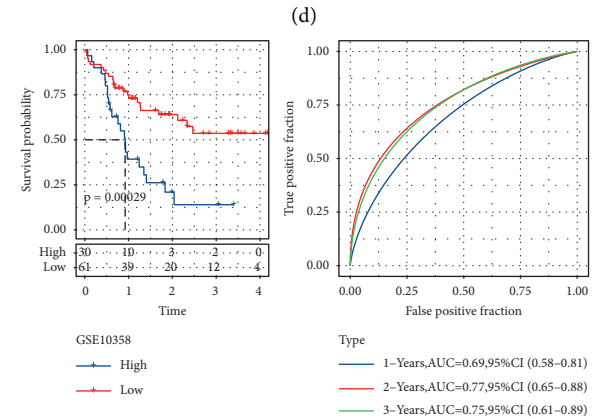 (d)
1.00
0.75
0.50
0.25
0.00
Survival probability
p = 0.00029
High 30 10 3 2 0
Low 61 39 20 12 4
0 1 2 3 4
Time
GSE10358
High
Low
1.00
0.75
0.50
0.25
0.00
True positive fraction
0.00 0.25 0.50 0.75 1.00
False positive fraction
Type
1–Years,AUC=0.69,95%CI (0.58–0.81)
2–Years,AUC=0.77,95%CI (0.65–0.88)
3–Years,AUC=0.75,95%CI (0.61–0.89)